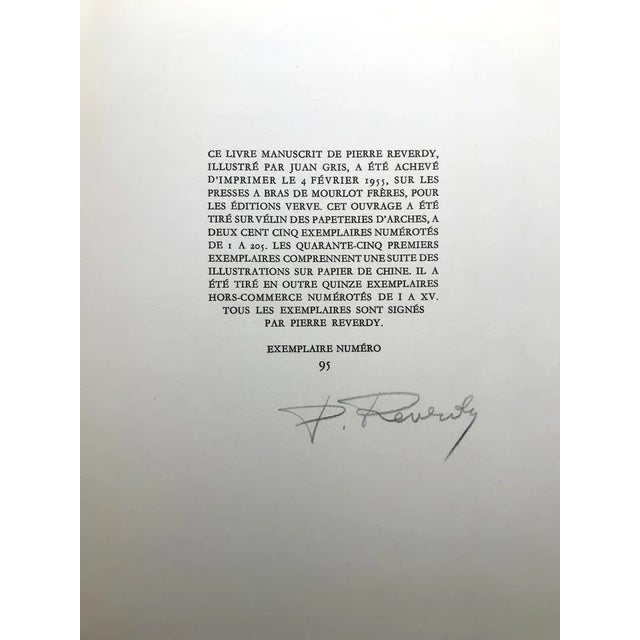 CE LIVRE MANUSCRIT DE PIERRE REVERDY,
ILLUSTRÉ PAR JUAN GRIS, A ÉTÉ ACHEVÉ
D'IMPRIMER LE 4 FÉVRIER 1955, SUR LES
PRESSES A BRAS DE MOURLOT FRÈRES, POUR
LES ÉDITIONS VERVE. CET OUVRAGE A ÉTÉ
TIRÉ SUR VÉLIN DES PAPETERIES D'ARCHES, A
DEUX CENT CINQ EXEMPLAIRES NUMÉROTÉS
DE 1 A 205. LES QUARANTE-CINQ PREMIERS
EXEMPLAIRES COMPRENNENT UNE SUITE DES
ILLUSTRATIONS SUR PAPIER DE CHINE. IL A
ÉTÉ TIRÉ EN OUTRE QUINZE EXEMPLAIRES
HORS-COMMERCE NUMÉROTÉS DE I A XV.
TOUS LES EXEMPLAIRES SONT SIGNÉS
PAR PIERRE REVERDY.
EXEMPLAIRE NUMÉRO
95
P. Reverdy